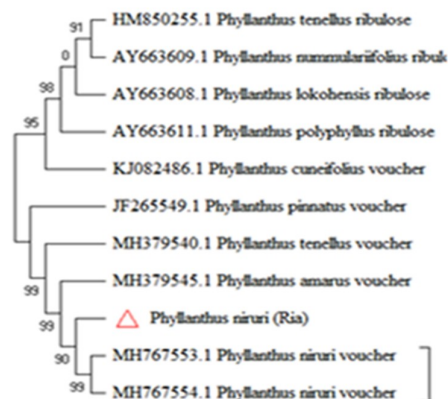 91
HM850255.1 Phyllanthus tenellus ribulose
0
AY663609.1 Phyllanthus nummulariifolius ribuk
98
AY663608.1 Phyllanthus lokohensis ribulose
95
AY663611.1 Phyllanthus polyphyllus ribulose
KJ082486.1 Phyllanthus cuneifolius voucher
JF265549.1 Phyllanthus pinnatus voucher
MH379540.1 Phyllanthus tenellus voucher
99
MH379545.1 Phyllanthus amarus voucher
99
Phyllanthus niruri (Ria)
90
MH767553.1 Phyllanthus niruri voucher
99
MH767554.1 Phyllanthus niruri voucher